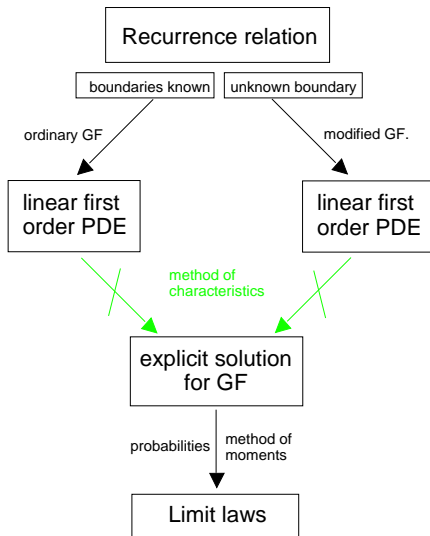 Recurrence relation
boundaries known
unknown boundary
ordinary GF
modified GF.
linear first
order PDE
linear first
order PDE
method of
characteristics
explicit solution
for GF
probabilities
method of
moments
Limit laws